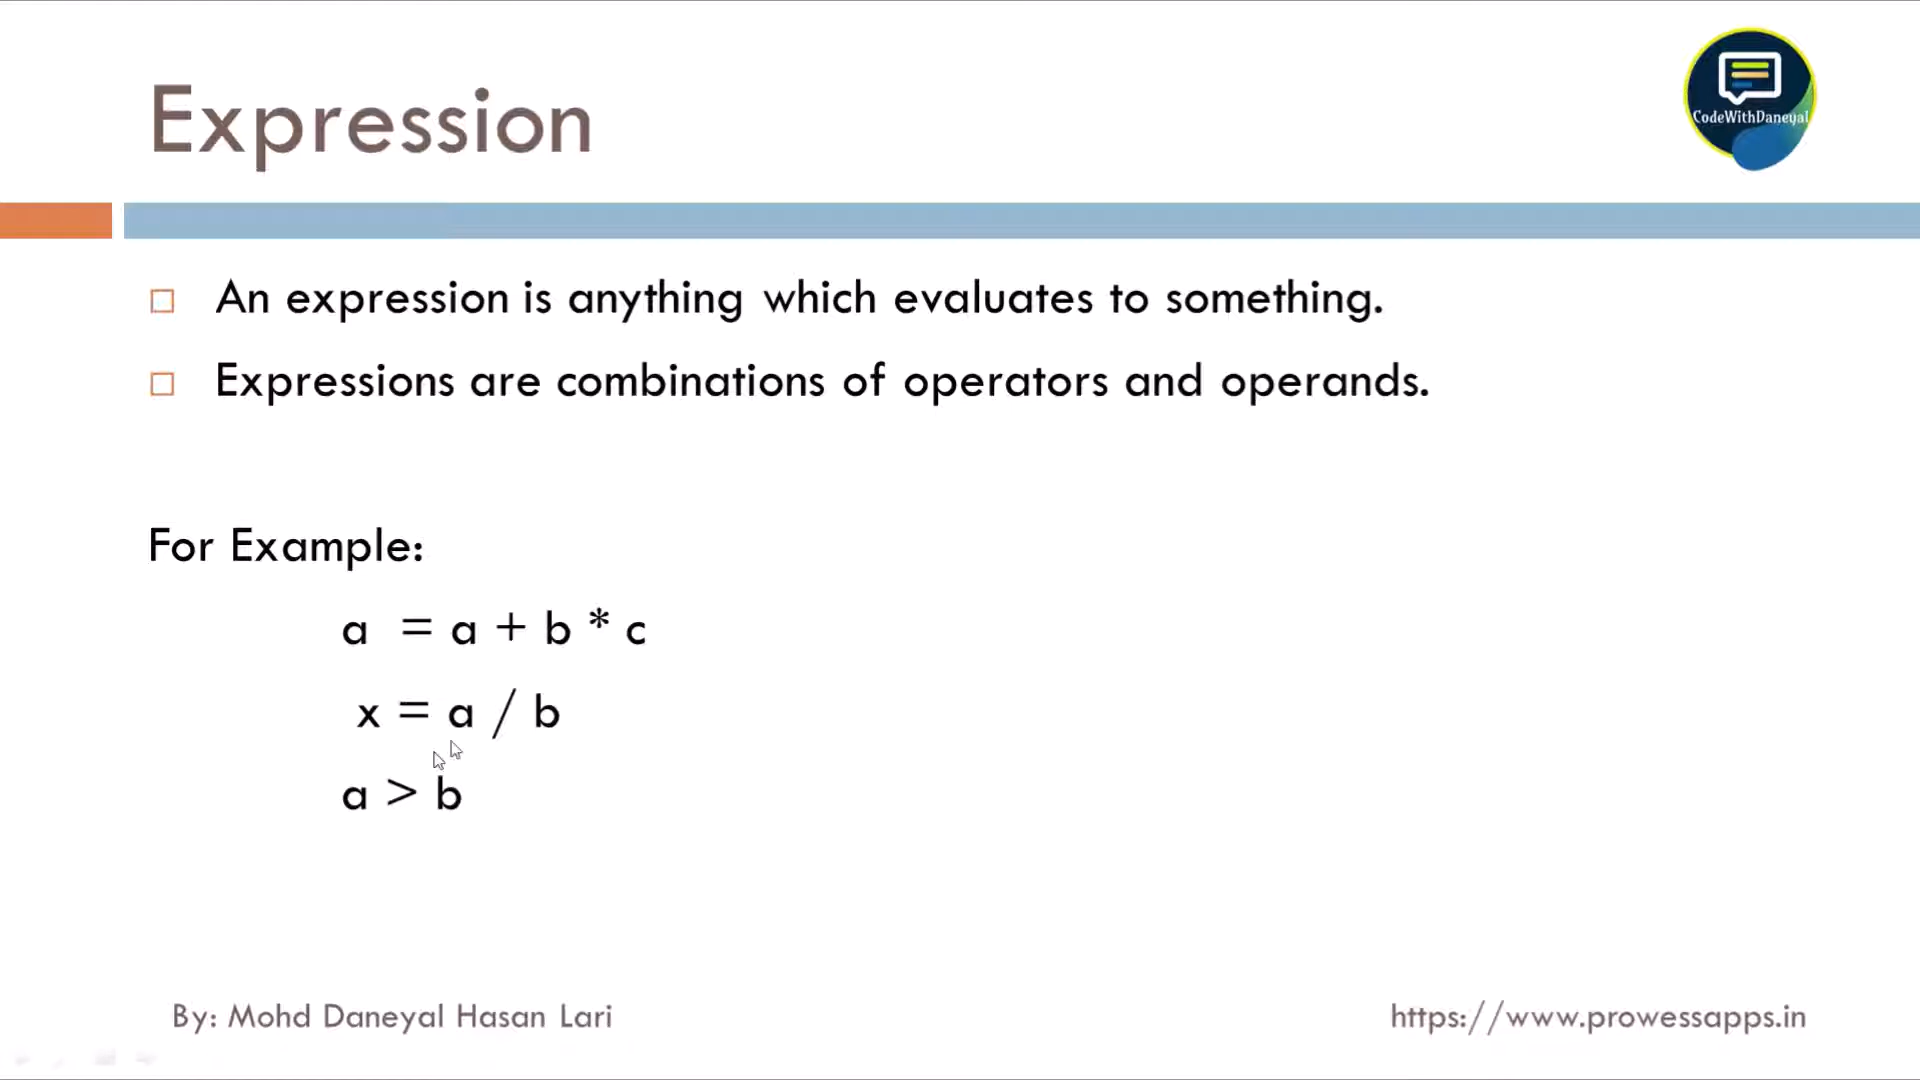 Expression
CodeWithDaneyal
An expression is anything which evaluates to something.
Expressions are combinations of operators and operands.
For Example:
a = a + b * c
x = a / b
a > b
By: Mohd Daneyal Hasan Lari
https://www.prowessapps.in